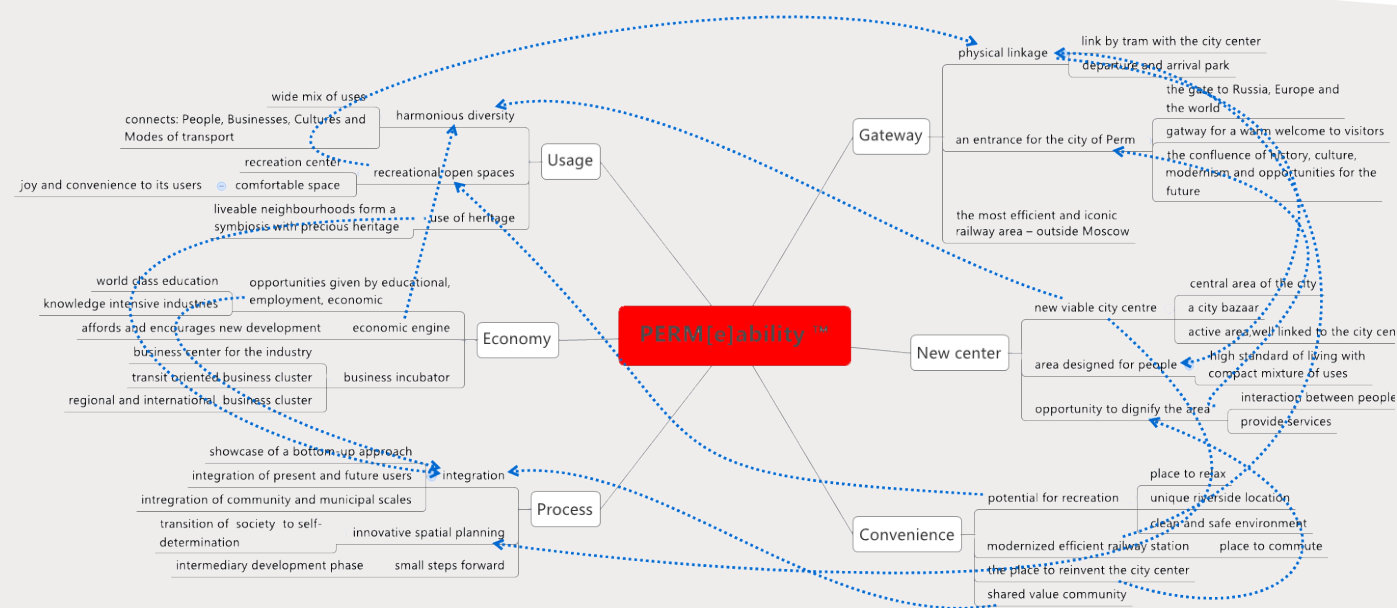 PERM[e]ability ™
Gateway
physical linkage
link by tram with the city center
departure and arrival park
an entrance for the city of Perm
the gate to Russia, Europe and
the world
gatway for a warm welcome to visitors
the confluence of history, culture,
modernism and opportunities for the
future
the most efficient and iconic
railway area – outside Moscow
New center
new viable city centre
central area of the city
a city bazaar
active area,well linked to the city cen
area designed for people
high standard of living with
compact mixture of uses
opportunity to dignify the area
interaction between people
provide services
Convenience
potential for recreation
place to relax
unique riverside location
clean and safe environment
modernized efficient railway station
place to commute
the place to reinvent the city center
shared value community
Usage
harmonious diversity
wide mix of uses
connects: People, Businesses, Cultures and
Modes of transport
recreational open spaces
recreation center
comfortable space
joy and convenience to its users
use of heritage
liveable neighbourhoods form a
symbiosis with precious heritage
Economy
opportunities given by educational,
employment, economic
world class education
knowledge intensive industries
economic engine
affords and encourages new development
business incubator
business center for the industry
transit oriented business cluster
regional and international business cluster
Process
integration
showcase of a bottom-up approach
integration of present and future users
intregration of community and municipal scales
innovative spatial planning
transition of society to self-
determination
small steps forward
intermediary development phase